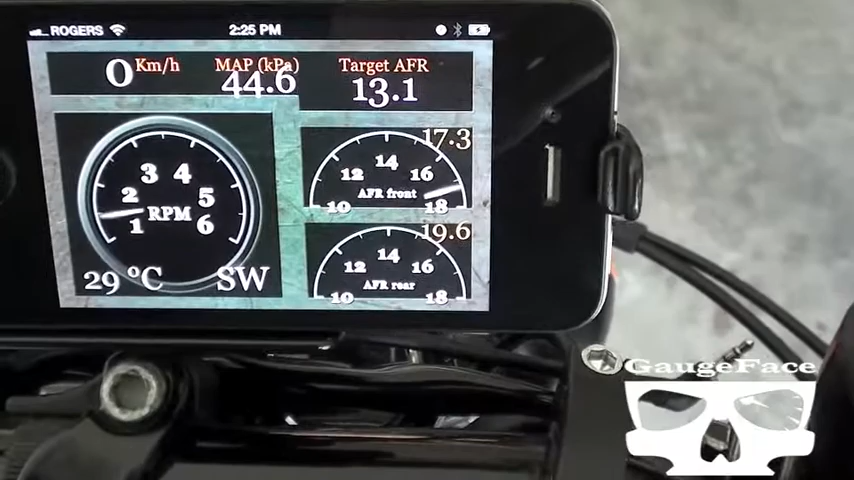 ROGERS 2:25 PM
0 Km/h MAP (kPa) 44.6 Target AFR 13.1
1 2 3 4 5 6 RPM
29 °C SW
17.3
10 12 14 16 18
AFR front
19.6
10 12 14 16 18
AFR rear
GaugeFace